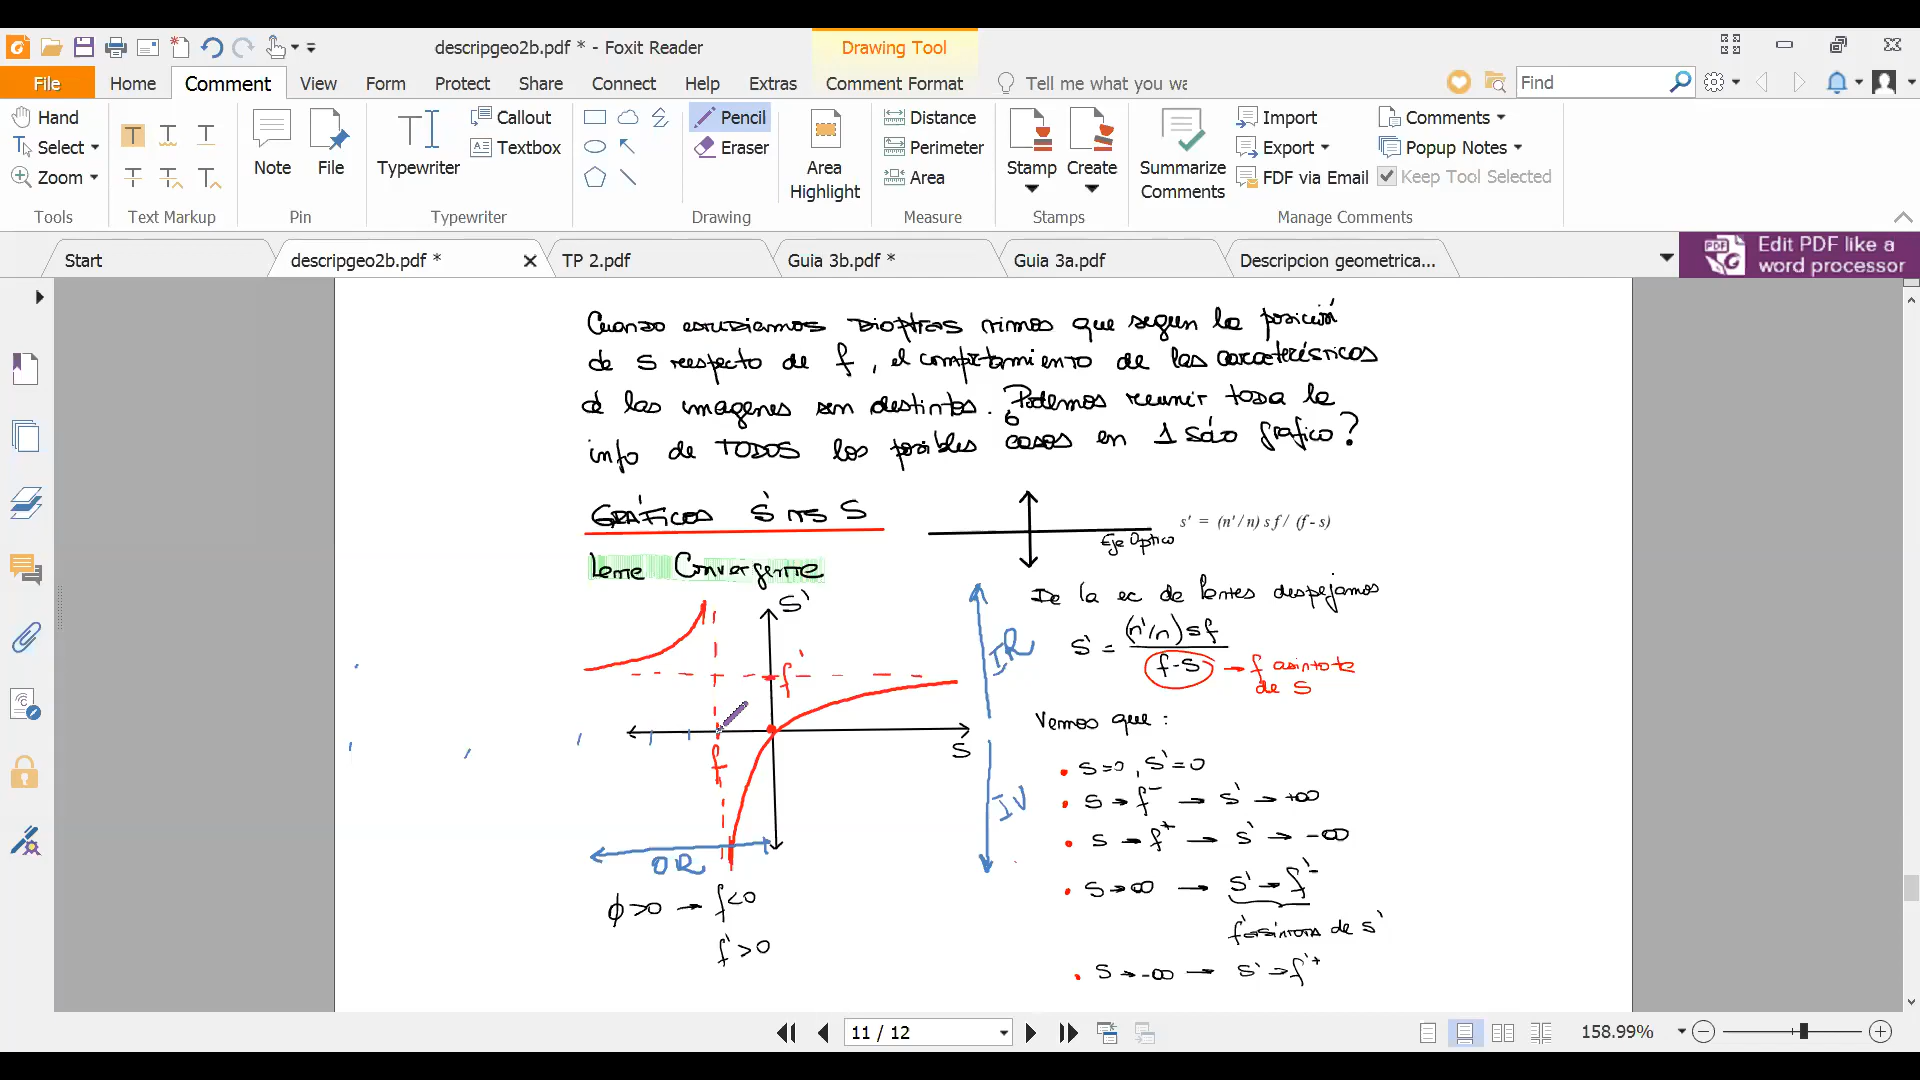 descripgeo2b.pdf * - Foxit Reader
Drawing Tool
File Home Comment View Form Protect Share Connect Help Extras Comment Format Tell me what you wa Find
Hand
Select
Zoom
Tools
Text Markup
Note
File
Pin
Typewriter
Callout
Textbox
Typewriter
Pencil
Eraser
Area
Highlight
Drawing
Distance
Perimeter
Area
Measure
Stamp
Create
Stamps
Summarize
Comments
Import
Export
FDF via Email
Comments
Popup Notes
Keep Tool Selected
Manage Comments
Start descripgeo2b.pdf * TP 2.pdf Guia 3b.pdf * Guia 3a.pdf Descripcion geometrica...
PDF
Edit PDF like a
word processor
Cuando estudiamos Dioptras vimos que segun la posición
de s respecto de f, el comportamiento de las características
de las imagenes son distintos. ¿Podemos reunir toda la
info de TODOS los posibles casos en 1 sólo grafico?
GRÁFICOS S' vs S
Eje Optico
s' = (n'/n) s f / (f - s)
Lente Convergente
S'
f'
f
S
IR
IV
OR
ϕ>0 → f<0
f'>0
De la ec de lentes despejamos
S' = (n'/n)sf
f-s → f asintota
de S
Vemos que :
• S=0, S'=0
• S → f⁻ → S' → +∞
• S → f⁺ → S' → -∞
• S → ∞ → S' → f'⁻
f' asíntota de s'
• S → -∞ → S' → f'⁺
11 / 12
158.99%